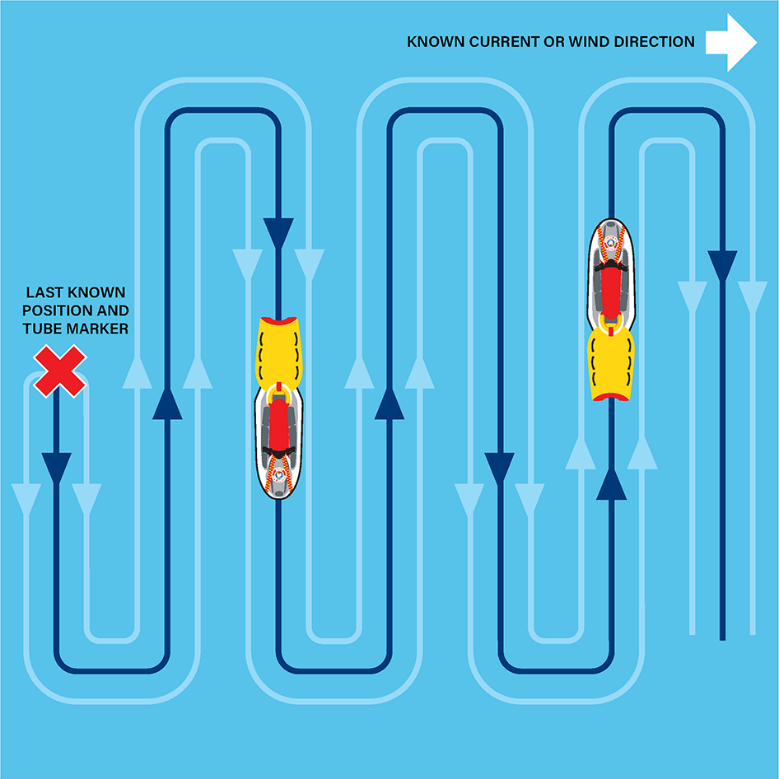 KNOWN CURRENT OR WIND DIRECTION
LAST KNOWN
POSITION AND
TUBE MARKER